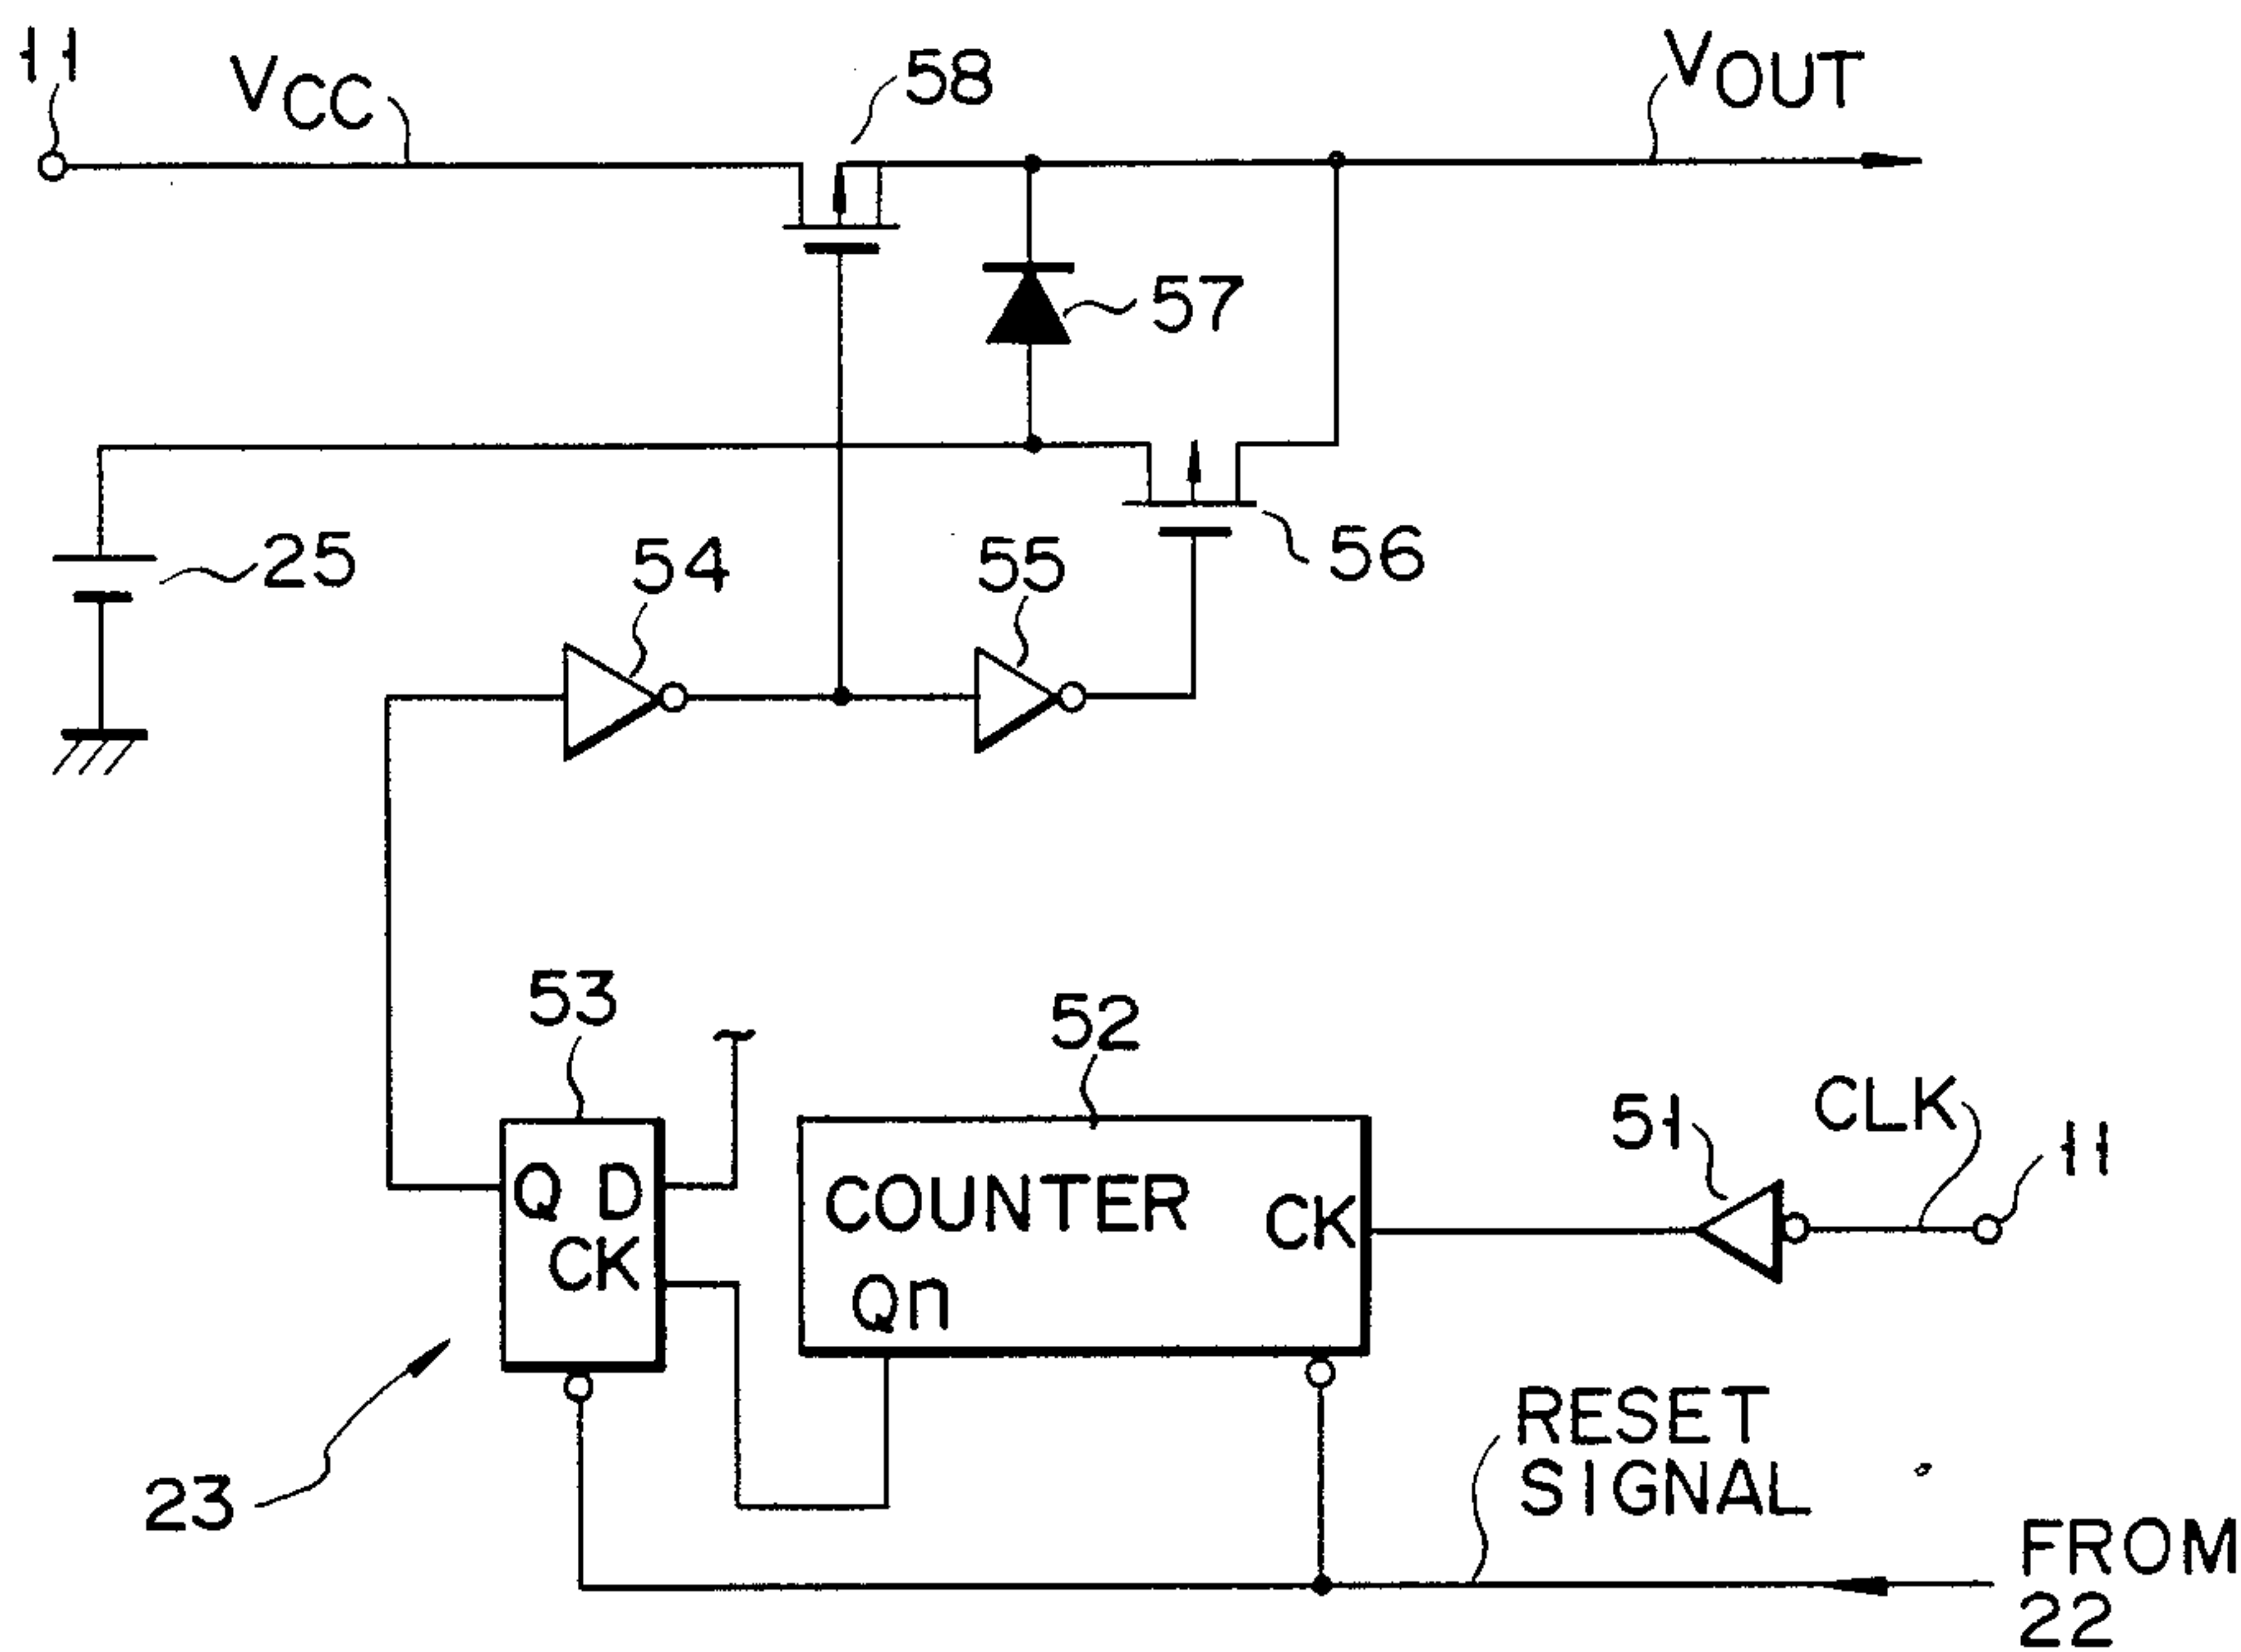 11
VCC
58
VOUT
57
25
54
55
56
53
52
51
CLK
11
Q D
CK
COUNTER
CK
Qn
23
RESET
SIGNAL
FROM
22